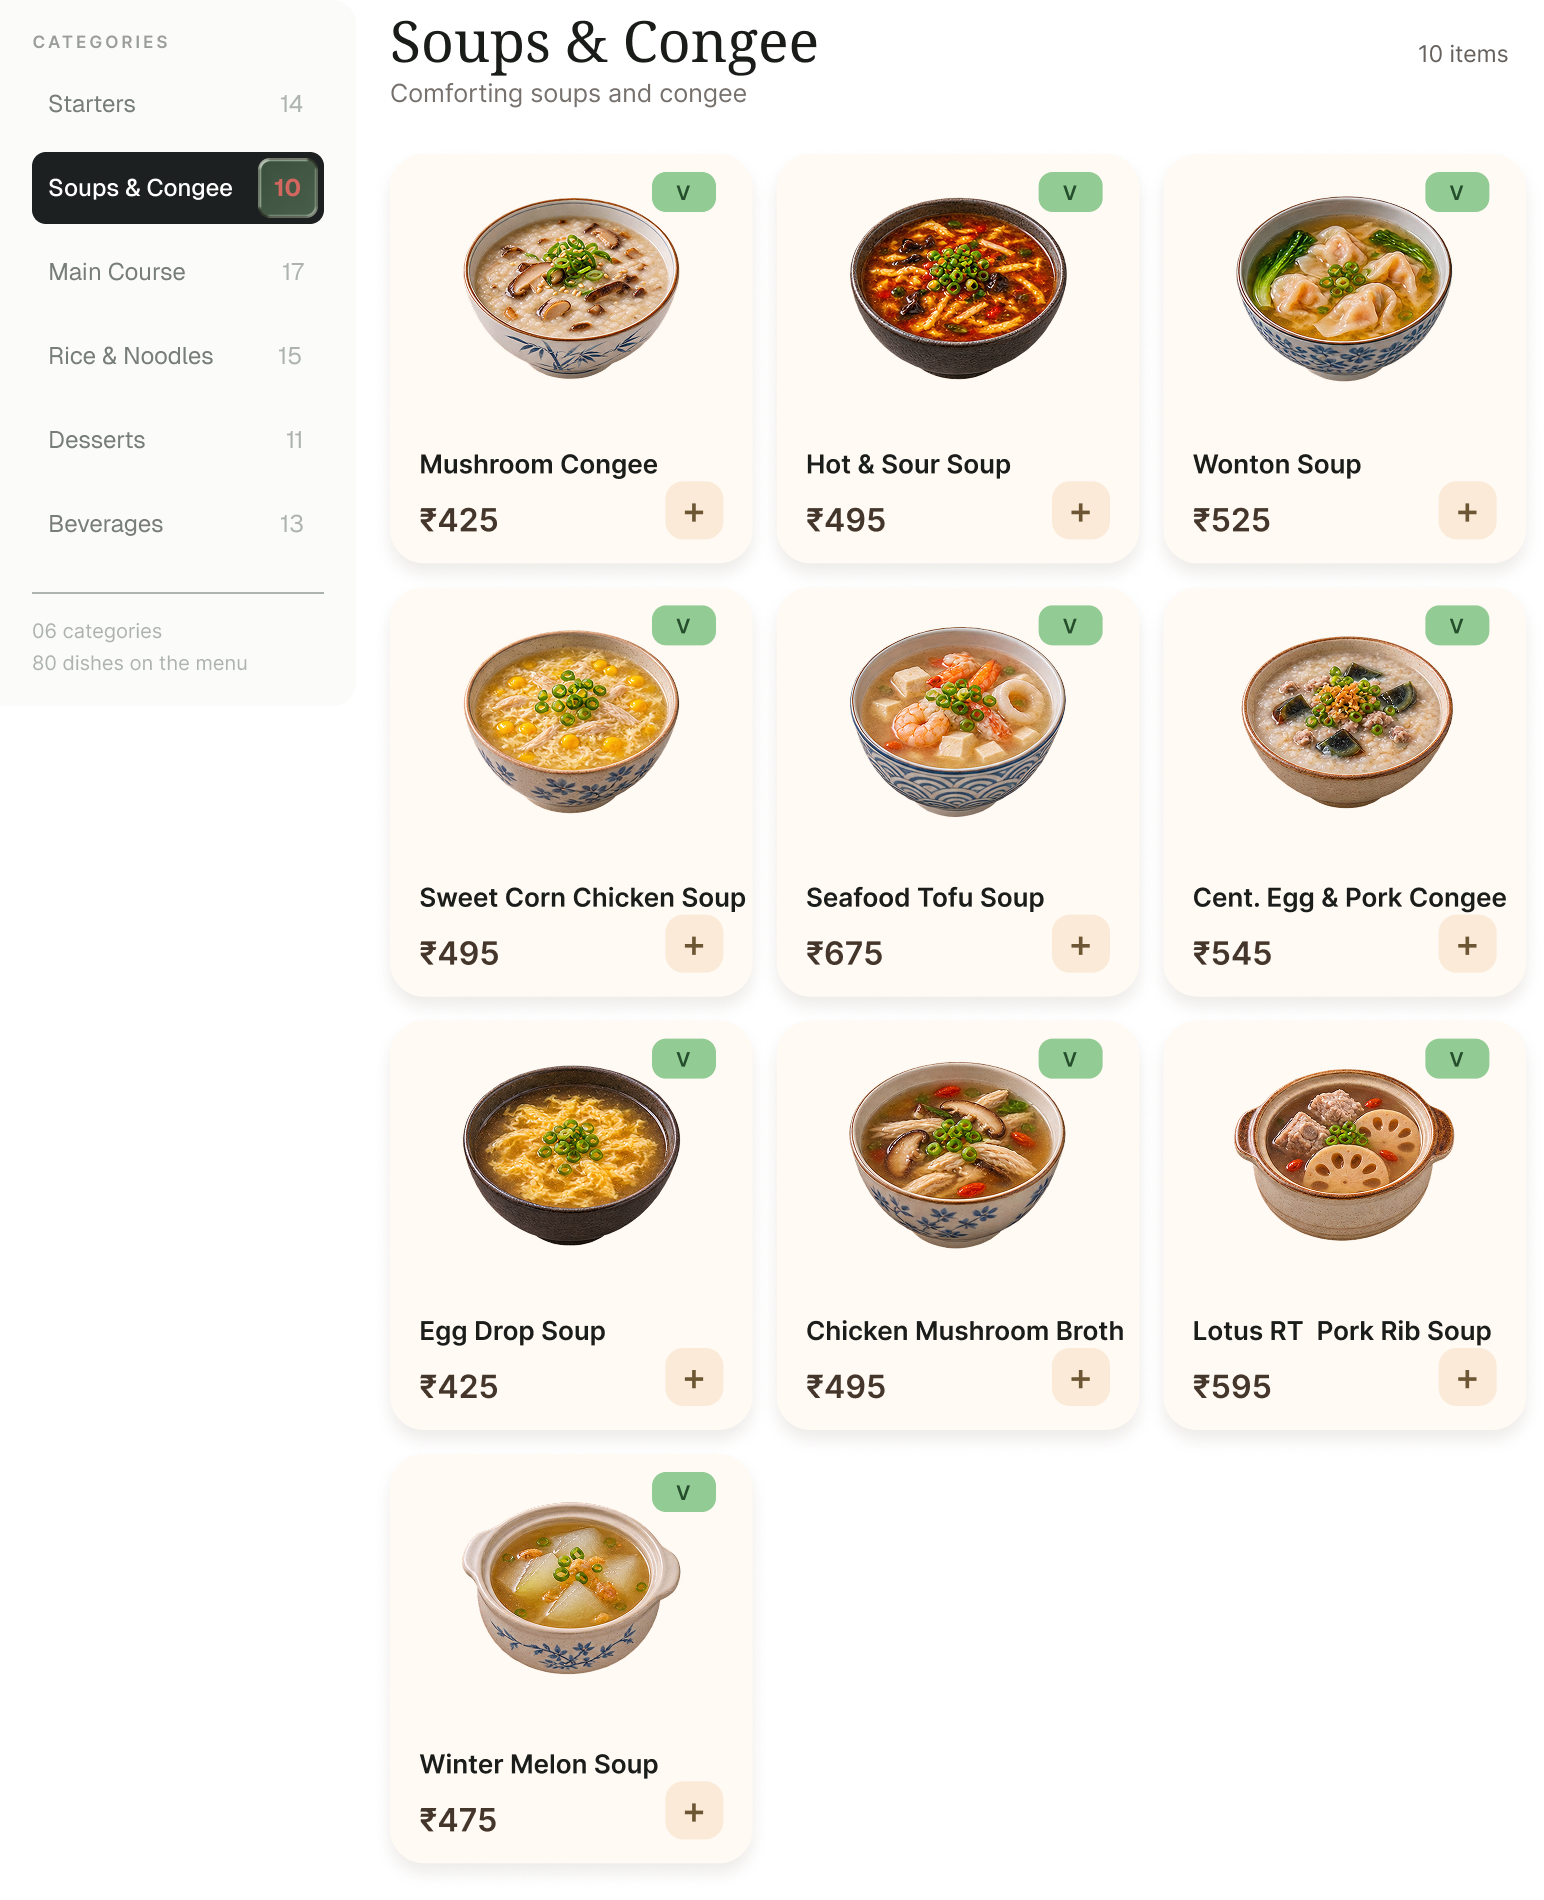 CATEGORIES
Starters 14
Soups & Congee 10
Main Course 17
Rice & Noodles 15
Desserts 11
Beverages 13
06 categories
80 dishes on the menu
Soups & Congee
10 items
Comforting soups and congee
V
Mushroom Congee
₹425
+
V
Hot & Sour Soup
₹495
+
V
Wonton Soup
₹525
+
V
Sweet Corn Chicken Soup
₹495
+
V
Seafood Tofu Soup
₹675
+
V
Cent. Egg & Pork Congee
₹545
+
V
Egg Drop Soup
₹425
+
V
Chicken Mushroom Broth
₹495
+
V
Lotus RT  Pork Rib Soup
₹595
+
V
Winter Melon Soup
₹475
+